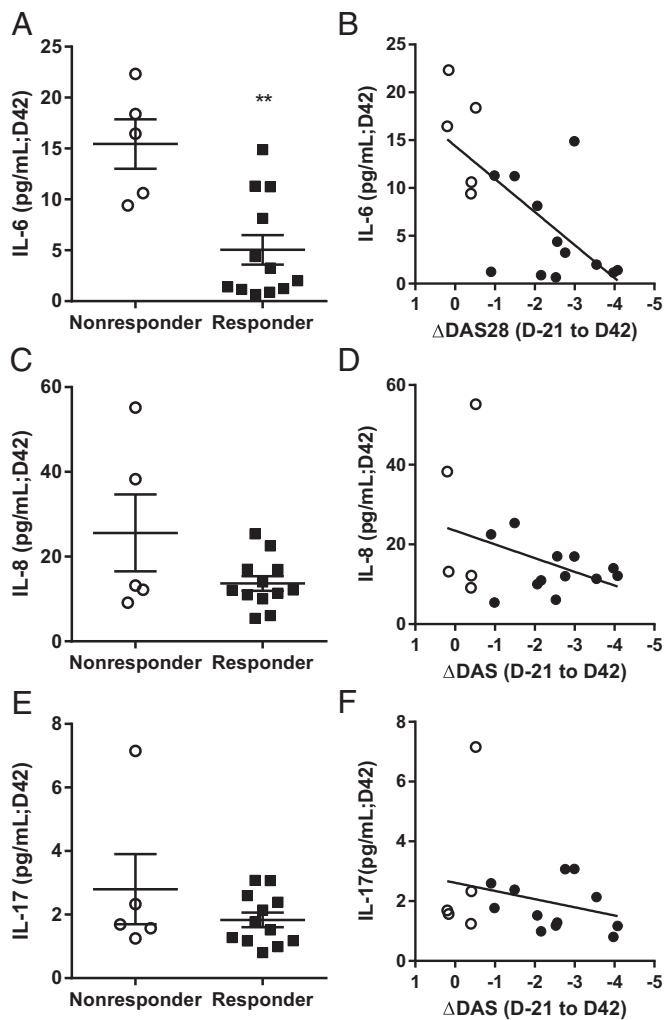 A
IL-6 (pg/mL;D42)
25
20
15
10
5
0
**
Nonresponder Responder
B
IL-6 (pg/mL;D42)
25
20
15
10
5
0
1 0 -1 -2 -3 -4 -5
ΔDAS28 (D-21 to D42)
C
IL-8 (pg/mL;D42)
60
40
20
0
Nonresponder Responder
D
IL-8 (pg/mL;D42)
60
40
20
0
1 0 -1 -2 -3 -4 -5
ΔDAS (D-21 to D42)
E
IL-17 (pg/mL;D42)
8
6
4
2
0
Nonresponder Responder
F
IL-17(pg/mL;D42)
8
6
4
2
0
1 0 -1 -2 -3 -4 -5
ΔDAS (D-21 to D42)